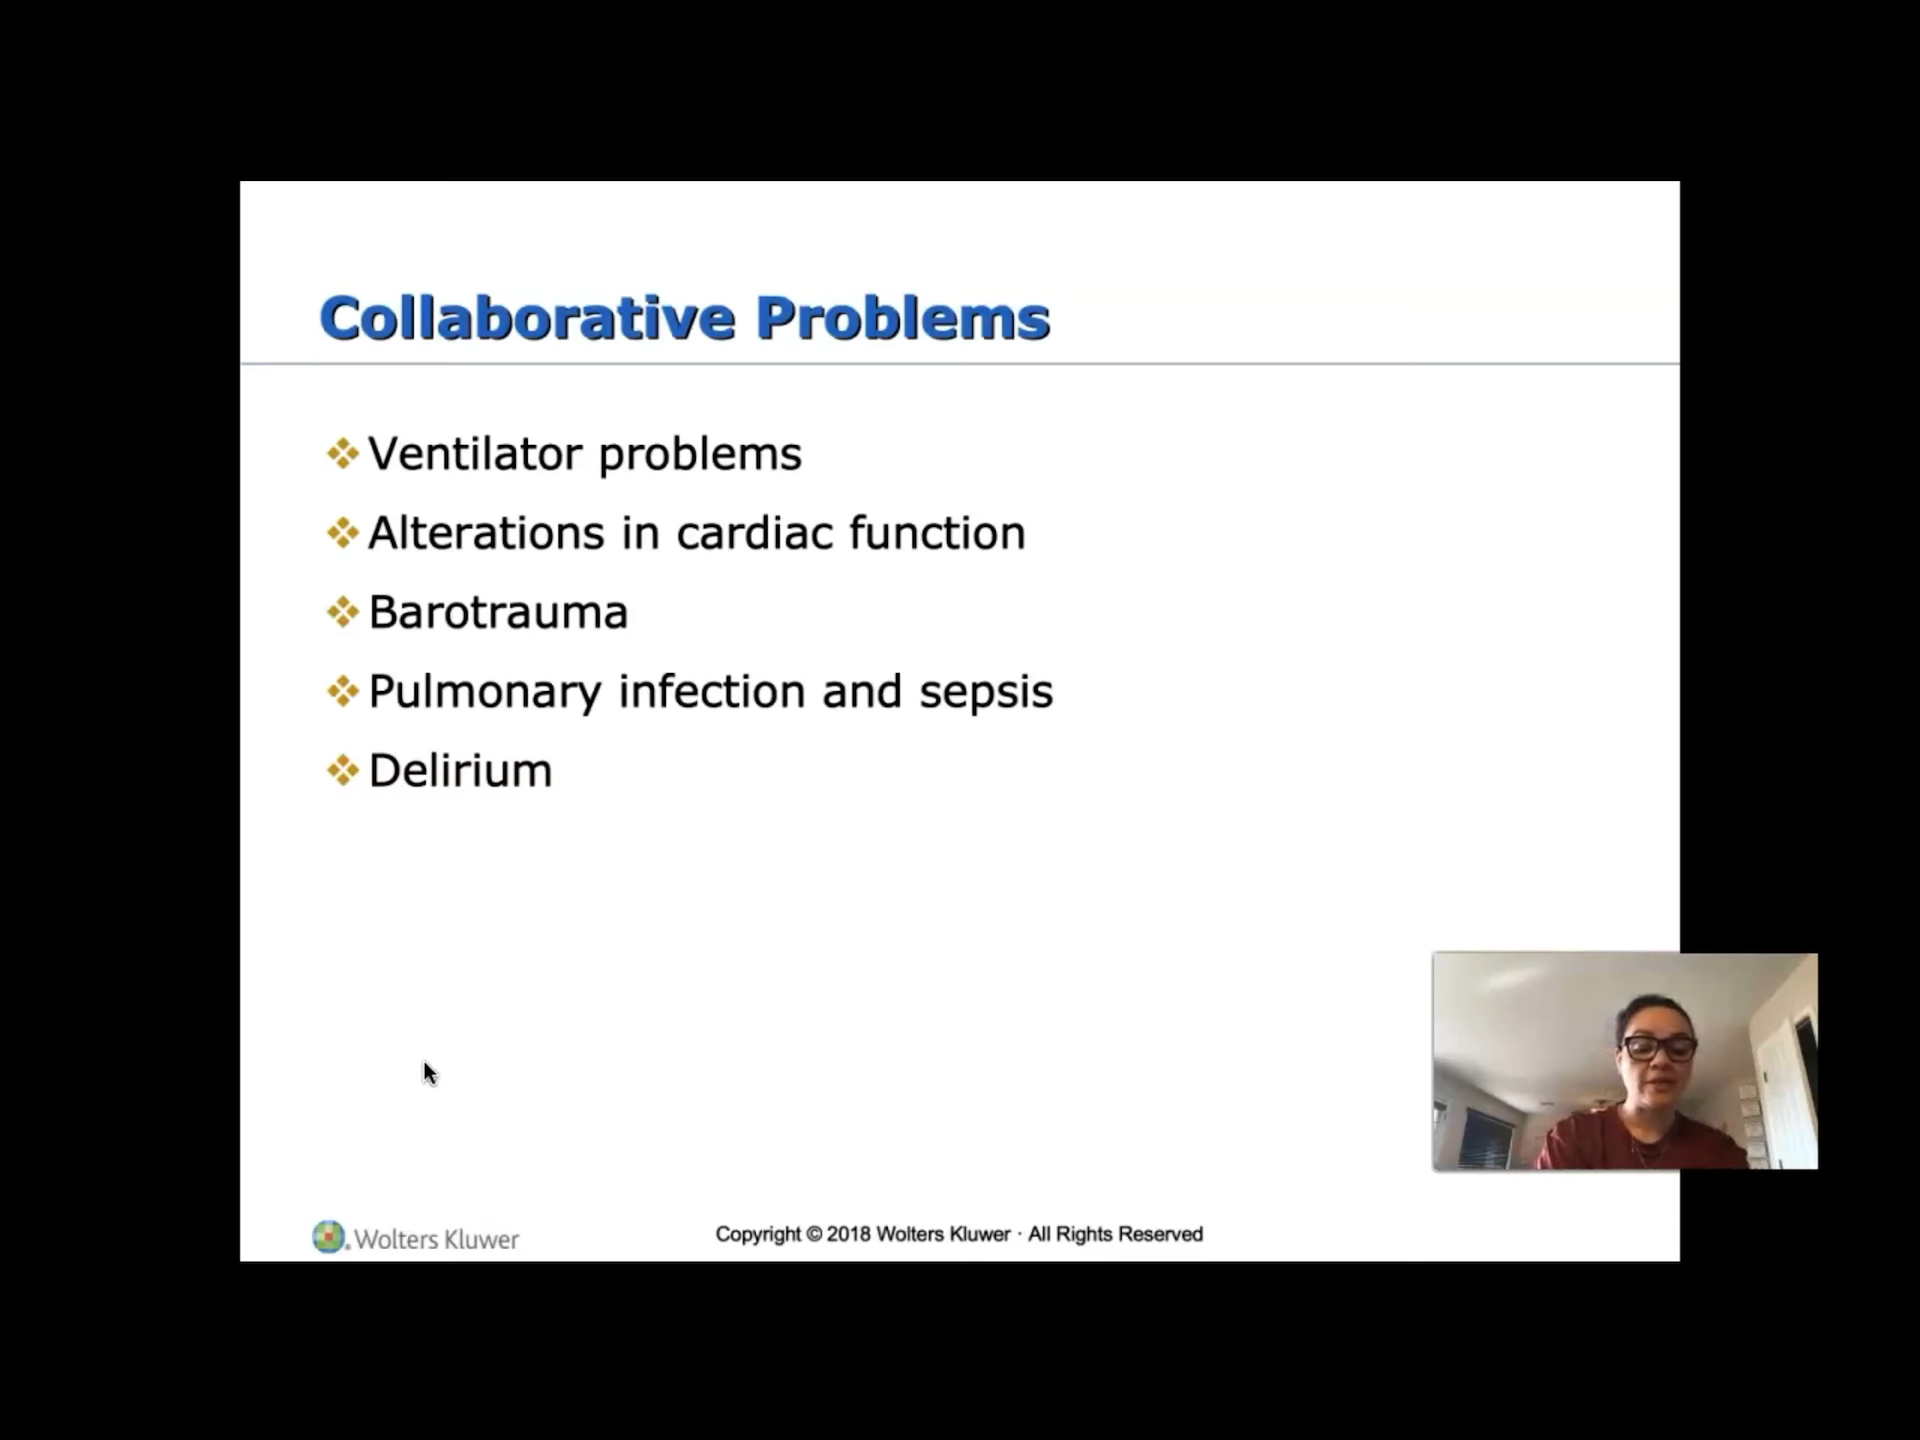 Collaborative Problems
Ventilator problems
Alterations in cardiac function
Barotrauma
Pulmonary infection and sepsis
Delirium
Wolters Kluwer
Copyright © 2018 Wolters Kluwer · All Rights Reserved